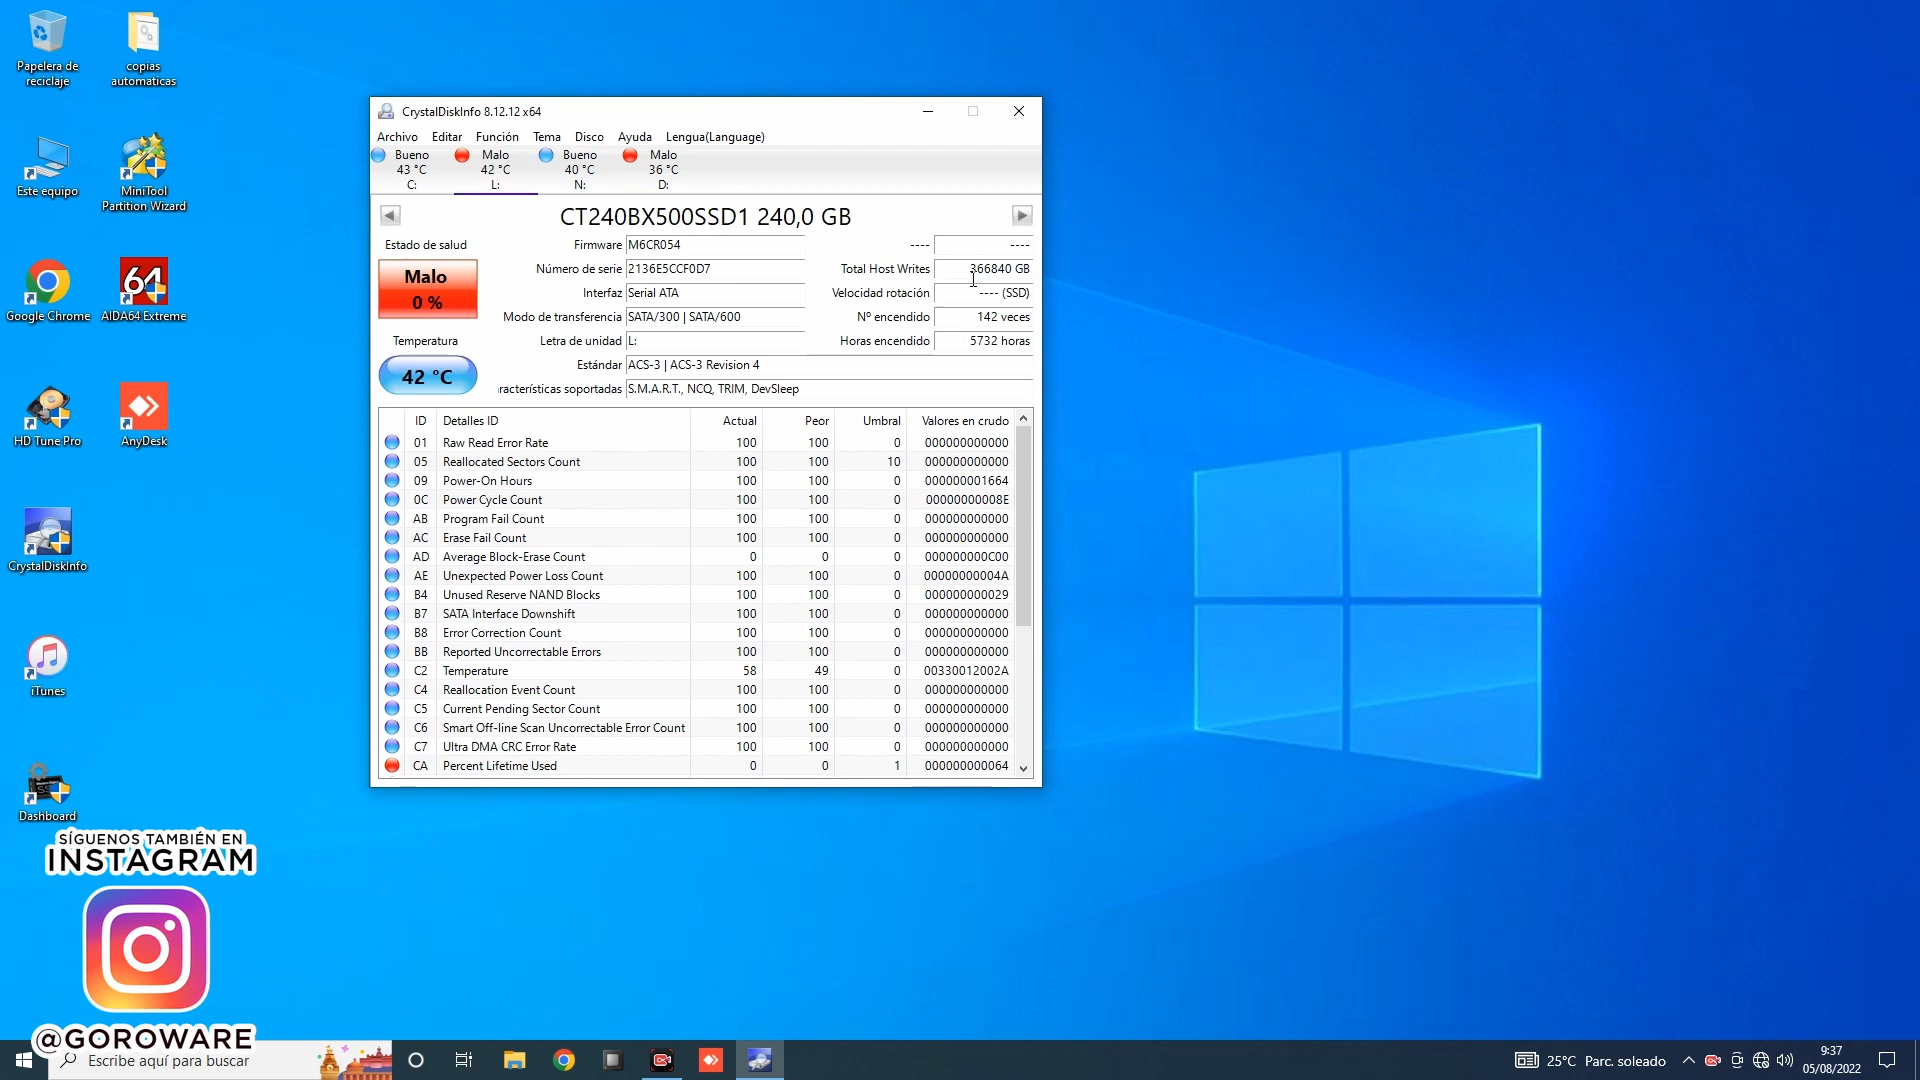 Papelera de
reciclaje
copias
automaticas
Este equipo
MiniTool
Partition Wizard
Google Chrome
AIDA64 Extreme
64
HD Tune Pro
AnyDesk
CrystalDiskInfo
iTunes
Dashboard
SÍGUENOS TAMBIÉN EN
INSTAGRAM
@GOROWARE
CrystalDiskInfo 8.12.12 x64
Archivo Editar Función Tema Disco Ayuda Lengua(Language)
Bueno Malo Bueno Malo
43 °C 42 °C 40 °C 36 °C
C: L: N: D:
CT240BX500SSD1 240,0 GB
Estado de salud
Malo
0 %
Temperatura
42 °C
Firmware M6CR054 ---- ----
Número de serie 2136E5CCF0D7 Total Host Writes 366840 GB
Interfaz Serial ATA Velocidad rotación ---- (SSD)
Modo de transferencia SATA/300 | SATA/600 Nº encendido 142 veces
Letra de unidad L: Horas encendido 5732 horas
Estándar ACS-3 | ACS-3 Revision 4
racterísticas soportadas S.M.A.R.T., NCQ, TRIM, DevSleep
ID Detalles ID Actual Peor Umbral Valores en crudo
01 Raw Read Error Rate 100 100 0 000000000000
05 Reallocated Sectors Count 100 100 10 000000000000
09 Power-On Hours 100 100 0 000000001664
0C Power Cycle Count 100 100 0 00000000008E
AB Program Fail Count 100 100 0 000000000000
AC Erase Fail Count 100 100 0 000000000000
AD Average Block-Erase Count 0 0 0 000000000C00
AE Unexpected Power Loss Count 100 100 0 00000000004A
B4 Unused Reserve NAND Blocks 100 100 0 000000000029
B7 SATA Interface Downshift 100 100 0 000000000000
B8 Error Correction Count 100 100 0 000000000000
BB Reported Uncorrectable Errors 100 100 0 000000000000
C2 Temperature 58 49 0 00330012002A
C4 Reallocation Event Count 100 100 0 000000000000
C5 Current Pending Sector Count 100 100 0 000000000000
C6 Smart Off-line Scan Uncorrectable Error Count 100 100 0 000000000000
C7 Ultra DMA CRC Error Rate 100 100 0 000000000000
CA Percent Lifetime Used 0 0 1 000000000064
Escribe aquí para buscar
25°C Parc. soleado
9:37
05/08/2022